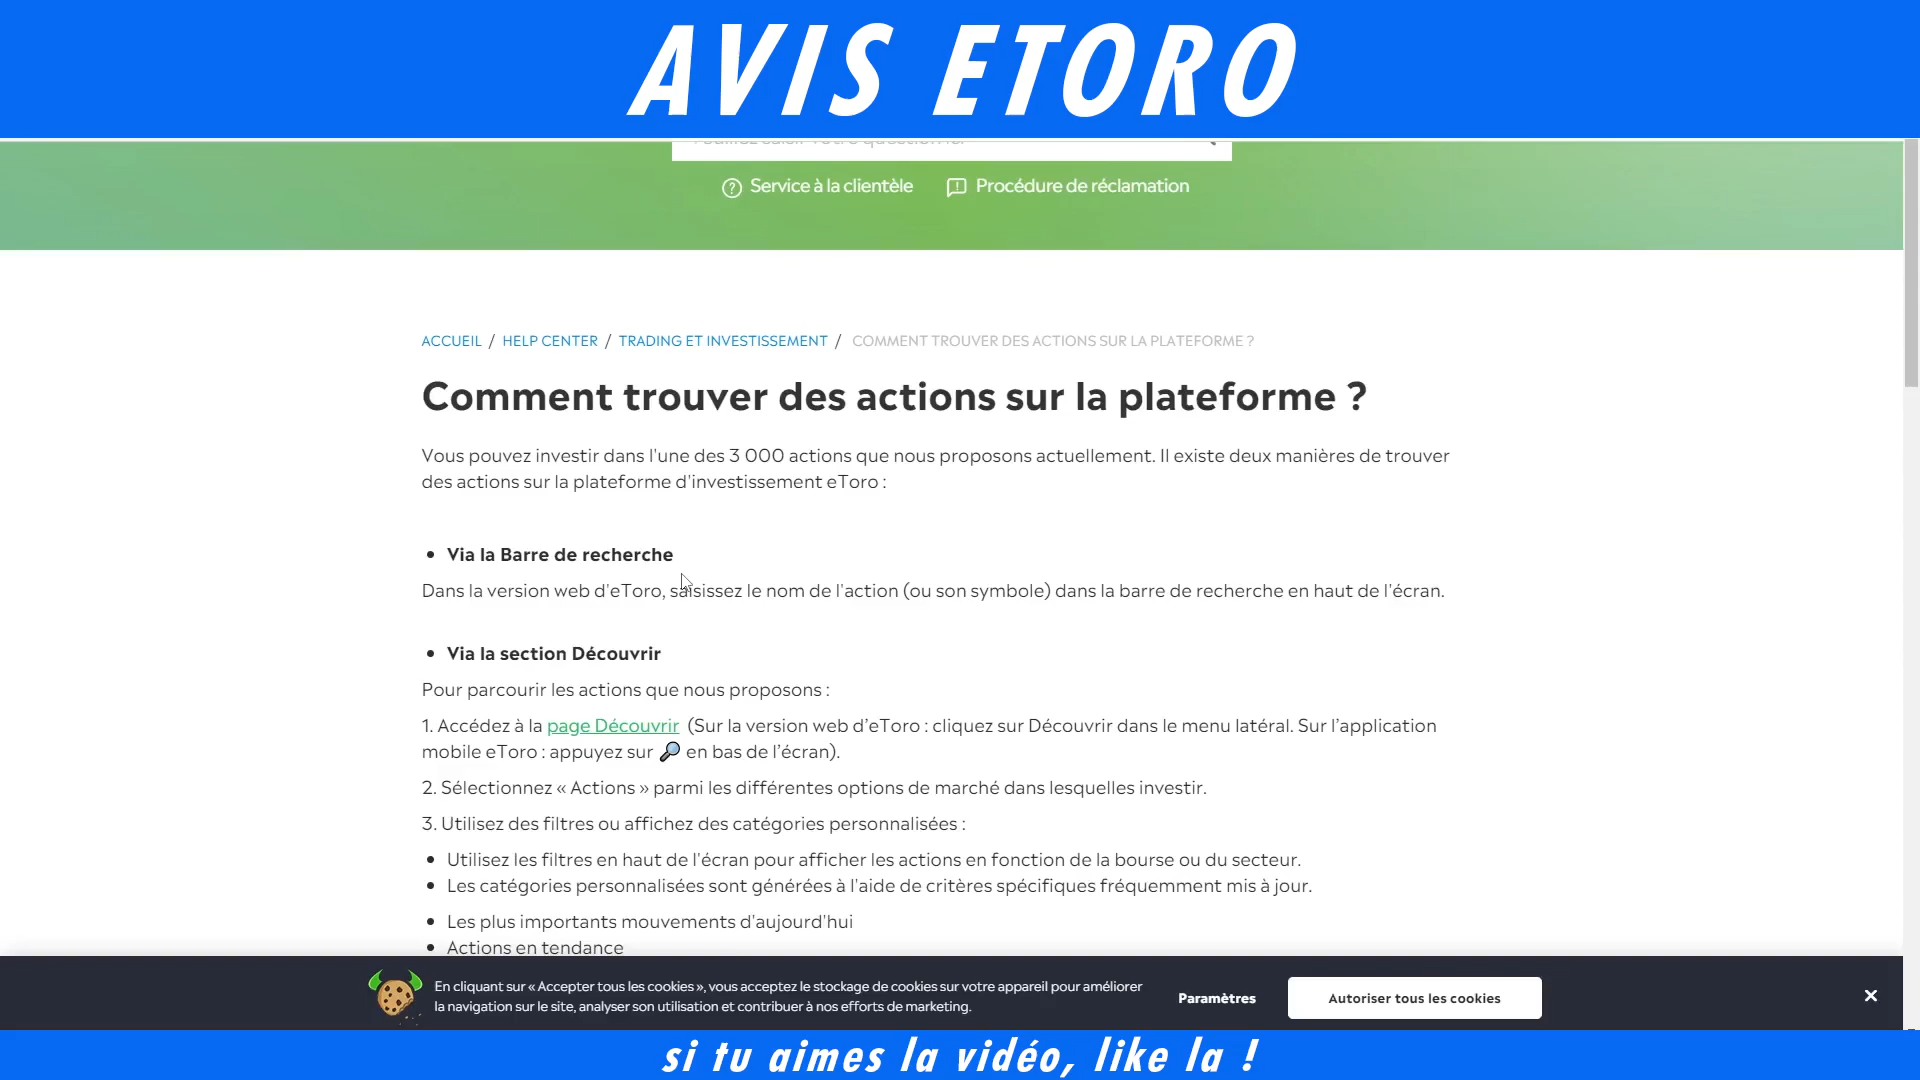 AVIS ETORO
Service à la clientèle
Procédure de réclamation
ACCUEIL / HELP CENTER / TRADING ET INVESTISSEMENT / COMMENT TROUVER DES ACTIONS SUR LA PLATEFORME ?
Comment trouver des actions sur la plateforme ?
Vous pouvez investir dans l'une des 3 000 actions que nous proposons actuellement. Il existe deux manières de trouver
des actions sur la plateforme d'investissement eToro :
• Via la Barre de recherche
Dans la version web d'eToro, saisissez le nom de l'action (ou son symbole) dans la barre de recherche en haut de l'écran.
• Via la section Découvrir
Pour parcourir les actions que nous proposons :
1. Accédez à la page Découvrir (Sur la version web d’eToro : cliquez sur Découvrir dans le menu latéral. Sur l’application
mobile eToro : appuyez sur 🔎 en bas de l’écran).
2. Sélectionnez « Actions » parmi les différentes options de marché dans lesquelles investir.
3. Utilisez des filtres ou affichez des catégories personnalisées :
• Utilisez les filtres en haut de l'écran pour afficher les actions en fonction de la bourse ou du secteur.
• Les catégories personnalisées sont générées à l'aide de critères spécifiques fréquemment mis à jour.
• Les plus importants mouvements d'aujourd'hui
• Actions en tendance
En cliquant sur « Accepter tous les cookies », vous acceptez le stockage de cookies sur votre appareil pour améliorer
la navigation sur le site, analyser son utilisation et contribuer à nos efforts de marketing.
Paramètres
Autoriser tous les cookies
si tu aimes la vidéo, like la !